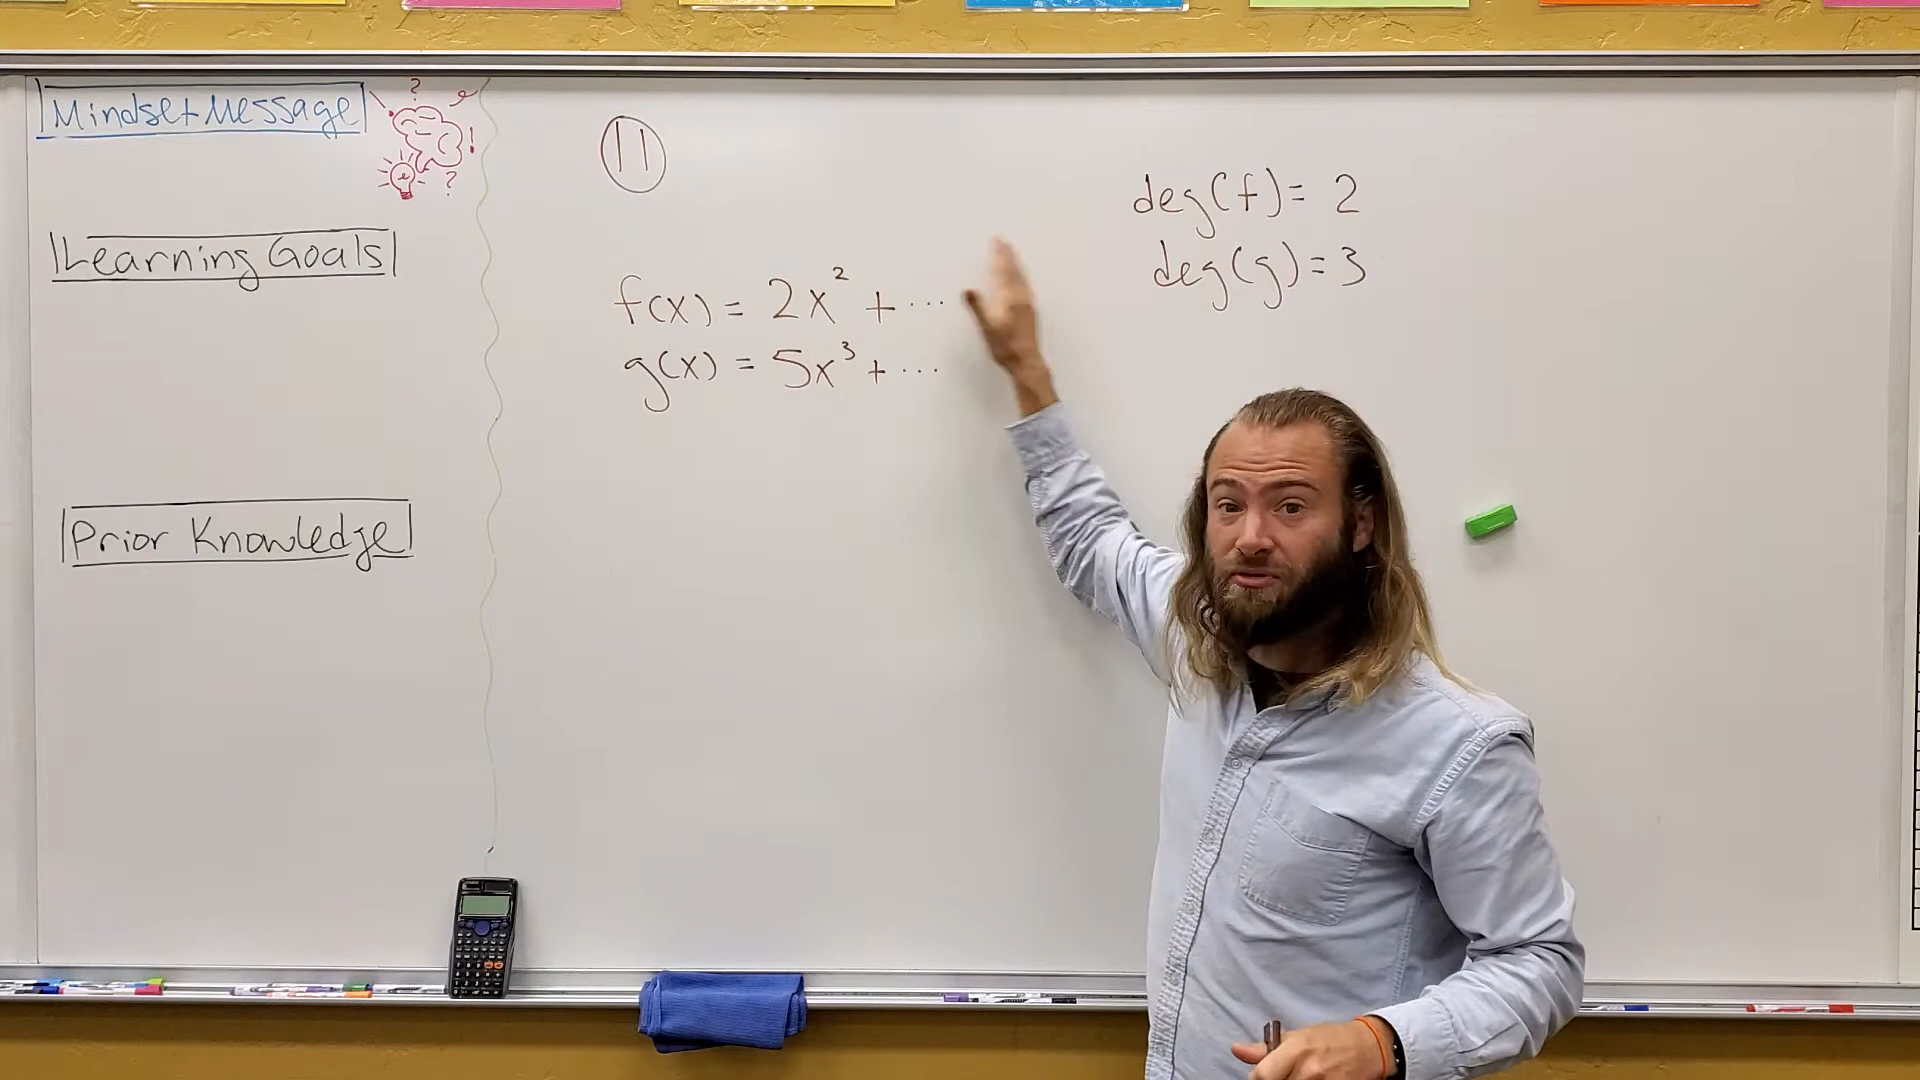 Mindset Message
? ! ?
Learning Goals
Prior Knowledge
11
f(x) = 2x² + ...
g(x) = 5x³ + ...
deg(f) = 2
deg(g) = 3